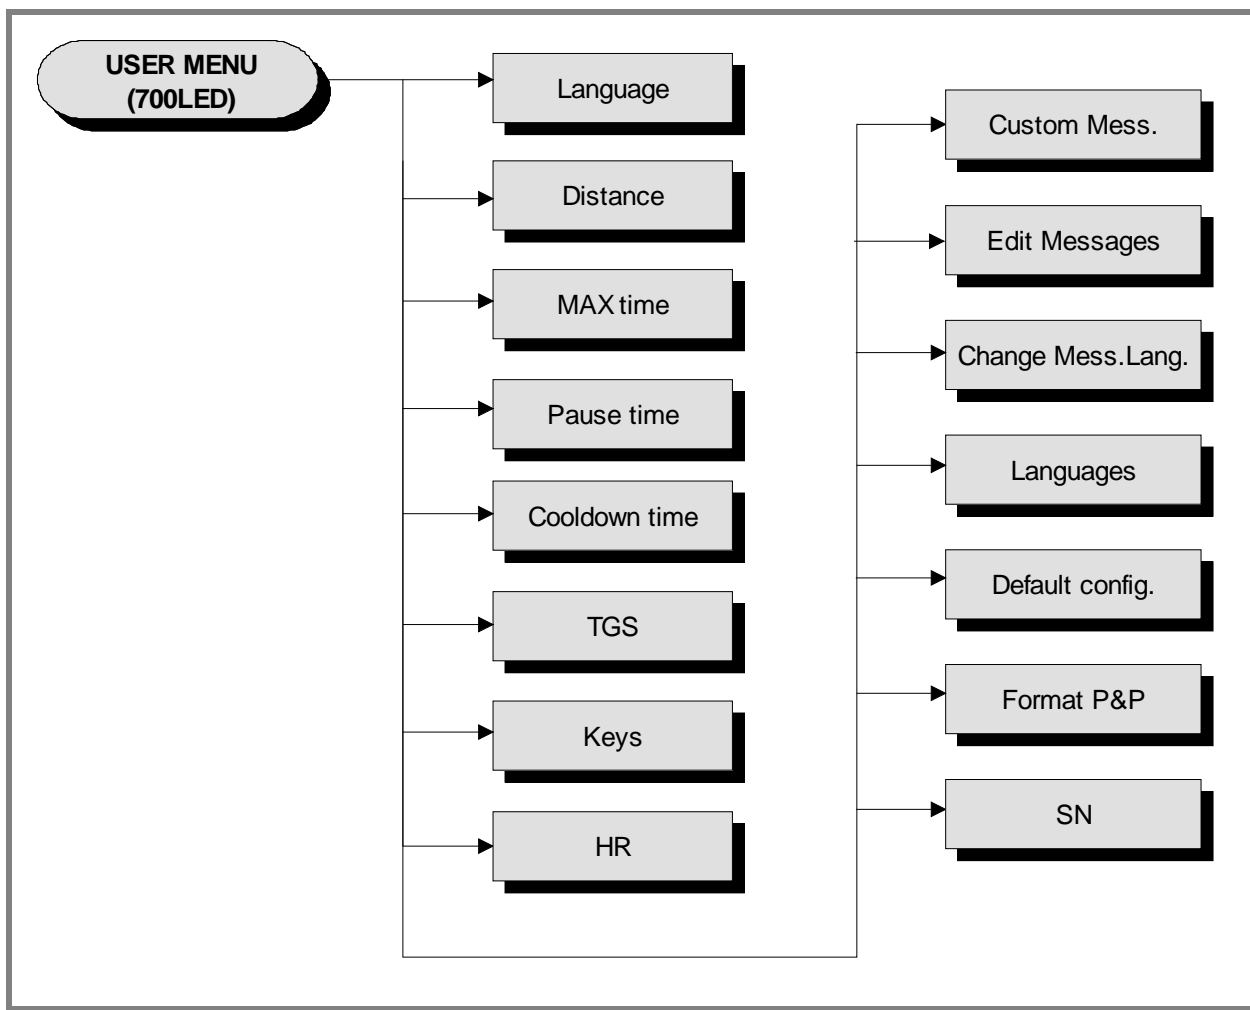 USER MENU
(700LED)
Language
Distance
MAX time
Pause time
Cooldown time
TGS
Keys
HR
Custom Mess.
Edit Messages
Change Mess.Lang.
Languages
Default config.
Format P&P
SN